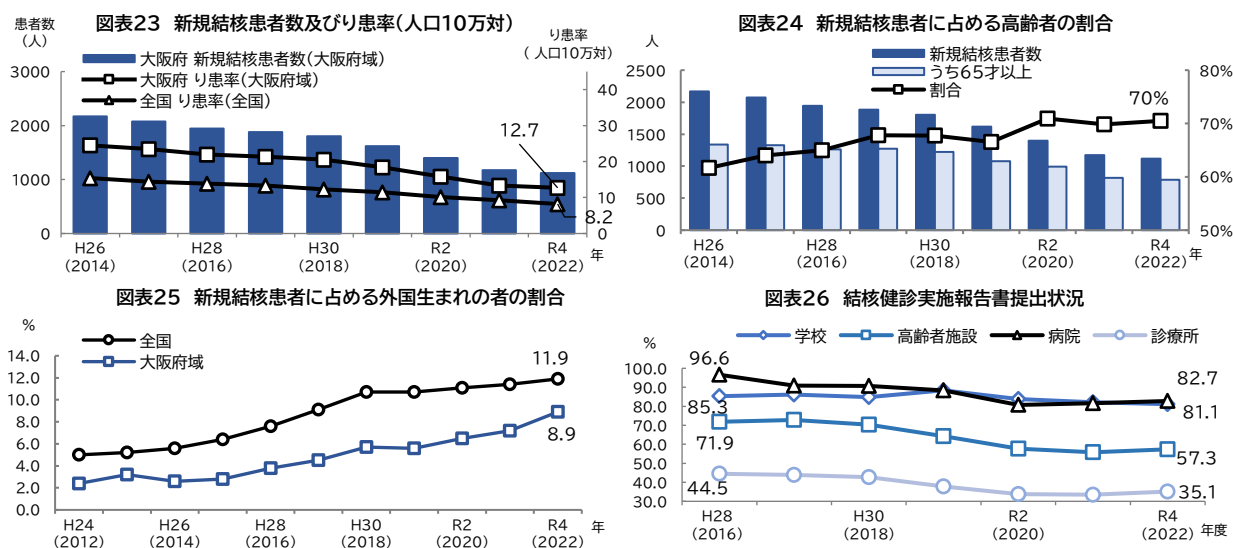 図表23　新規結核患者数及びり患率(人口10万対)
患者数
(人)
り患率
( 人口10万対)
大阪府 新規結核患者数(大阪府域)
大阪府 り患率(大阪府域)
全国 り患率(全国)
3000
2000
1000
0
40
30
20
10
0
12.7
8.2
H26
(2014)
H28
(2016)
H30
(2018)
R2
(2020)
R4
(2022)
年
図表24　新規結核患者に占める高齢者の割合
人
新規結核患者数
うち65才以上
割合
2500
2000
1500
1000
500
0
80%
70%
60%
50%
70%
H26
(2014)
H28
(2016)
H30
(2018)
R2
(2020)
R4
(2022)
年
図表25　新規結核患者に占める外国生まれの者の割合
%
全国
大阪府域
14.0
12.0
10.0
8.0
6.0
4.0
2.0
0.0
11.9
8.9
H24
(2012)
H26
(2014)
H28
(2016)
H30
(2018)
R2
(2020)
R4
(2022)
年
図表26　結核健診実施報告書提出状況
学校
高齢者施設
病院
診療所
%
100.0
90.0
80.0
70.0
60.0
50.0
40.0
30.0
96.6
85.3
71.9
44.5
82.7
81.1
57.3
35.1
H28
(2016)
H30
(2018)
R2
(2020)
R4
(2022)
年度